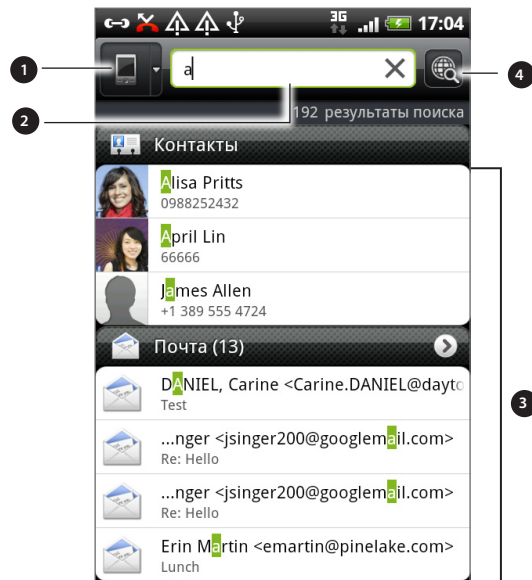 3G 17:04
1
a
4
2
192 результаты поиска
Контакты
Alisa Pritts
0988252432
April Lin
66666
James Allen
+1 389 555 4724
Почта (13)
DANIEL, Carine <Carine.DANIEL@dayto
Test
3
...nger <jsinger200@googlemail.com>
Re: Hello
...nger <jsinger200@googlemail.com>
Re: Hello
Erin Martin <emartin@pinelake.com>
Lunch